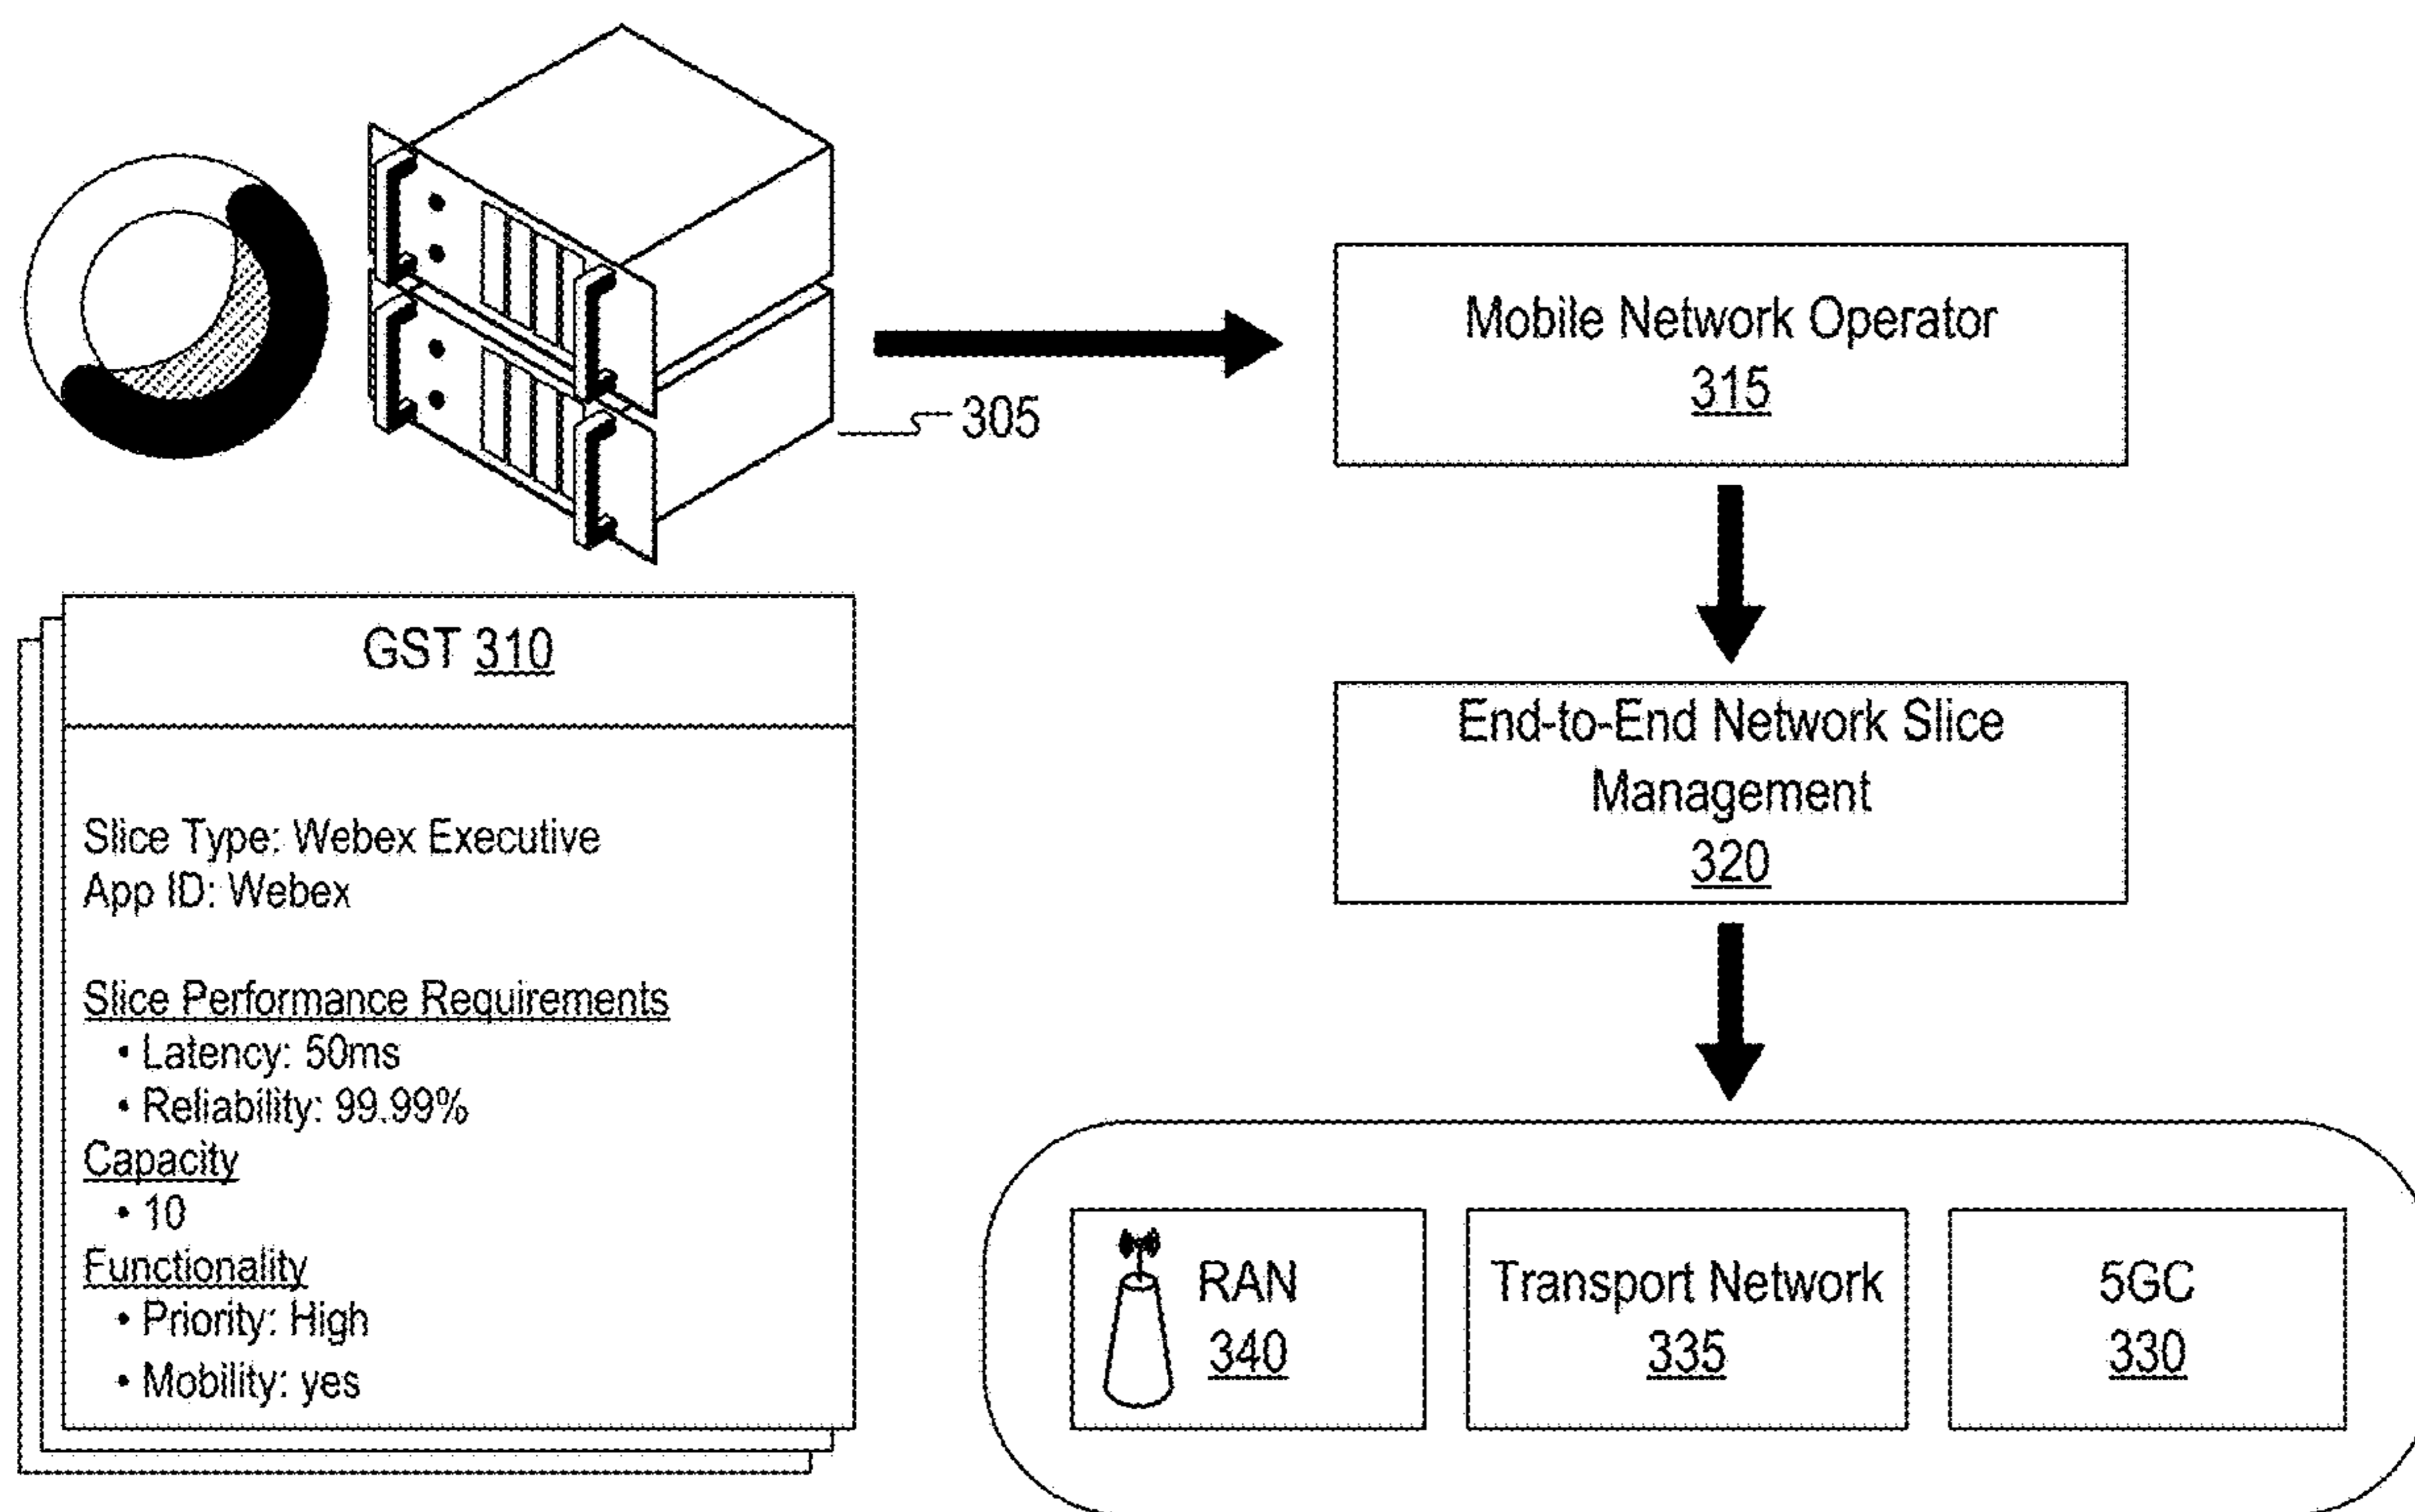 305
Mobile Network Operator
315
GST 310
Slice Type: Webex Executive
App ID: Webex
Slice Performance Requirements
• Latency: 50ms
• Reliability: 99.99%
Capacity
• 10
Functionality
• Priority: High
• Mobility: yes
End-to-End Network Slice
Management
320
RAN
340
Transport Network
335
5GC
330